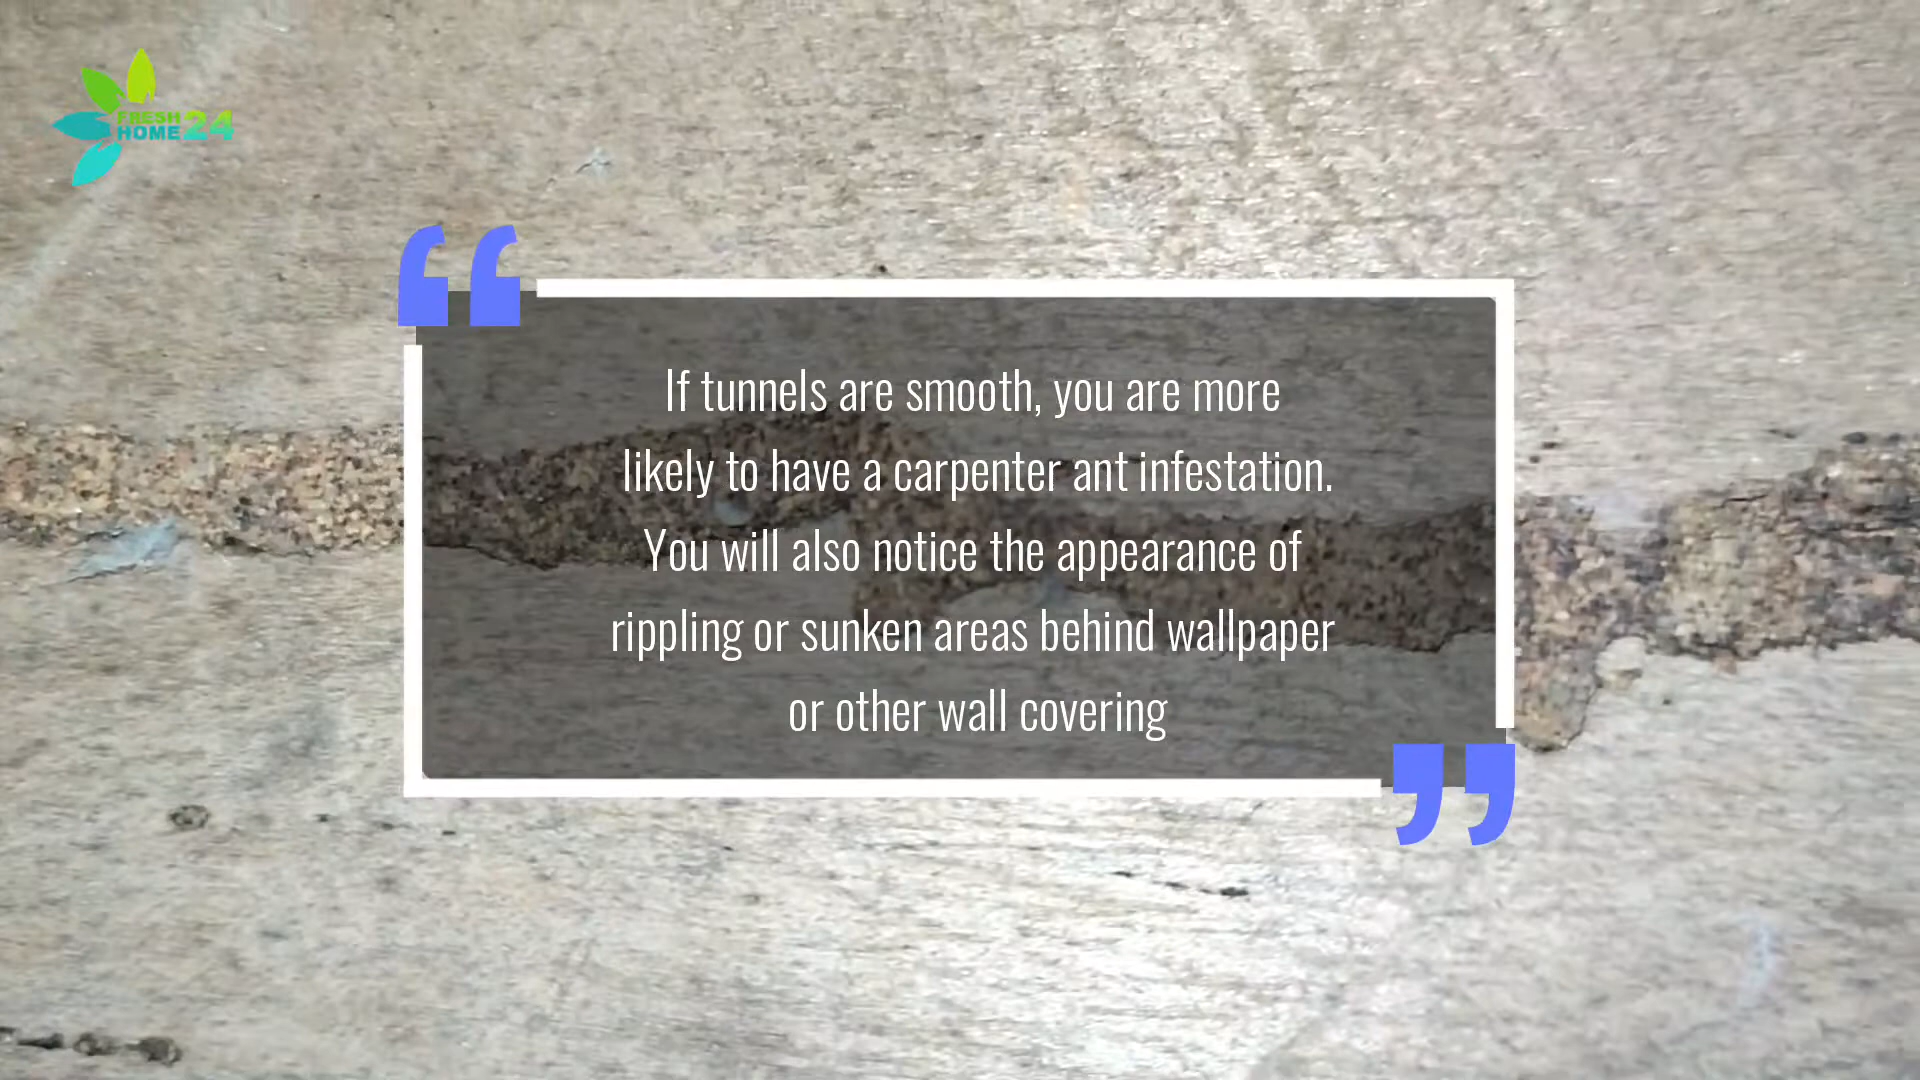 FRESH
HOME 24
If tunnels are smooth, you are more
likely to have a carpenter ant infestation.
You will also notice the appearance of
rippling or sunken areas behind wallpaper
or other wall covering